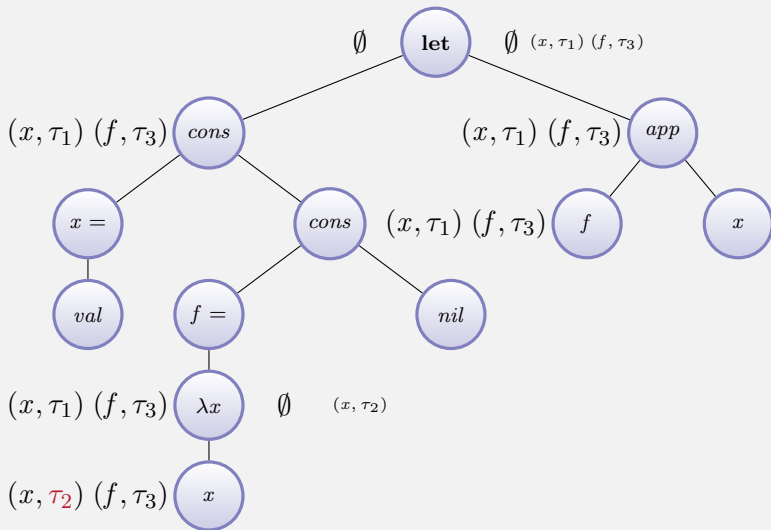 ∅ let ∅ (x, τ₁) (f, τ₃)
(x, τ₁) (f, τ₃) cons (x, τ₁) (f, τ₃) app
x = cons (x, τ₁) (f, τ₃) f x
val f = nil
(x, τ₁) (f, τ₃) λx ∅ (x, τ₂)
(x, τ₂) (f, τ₃) x